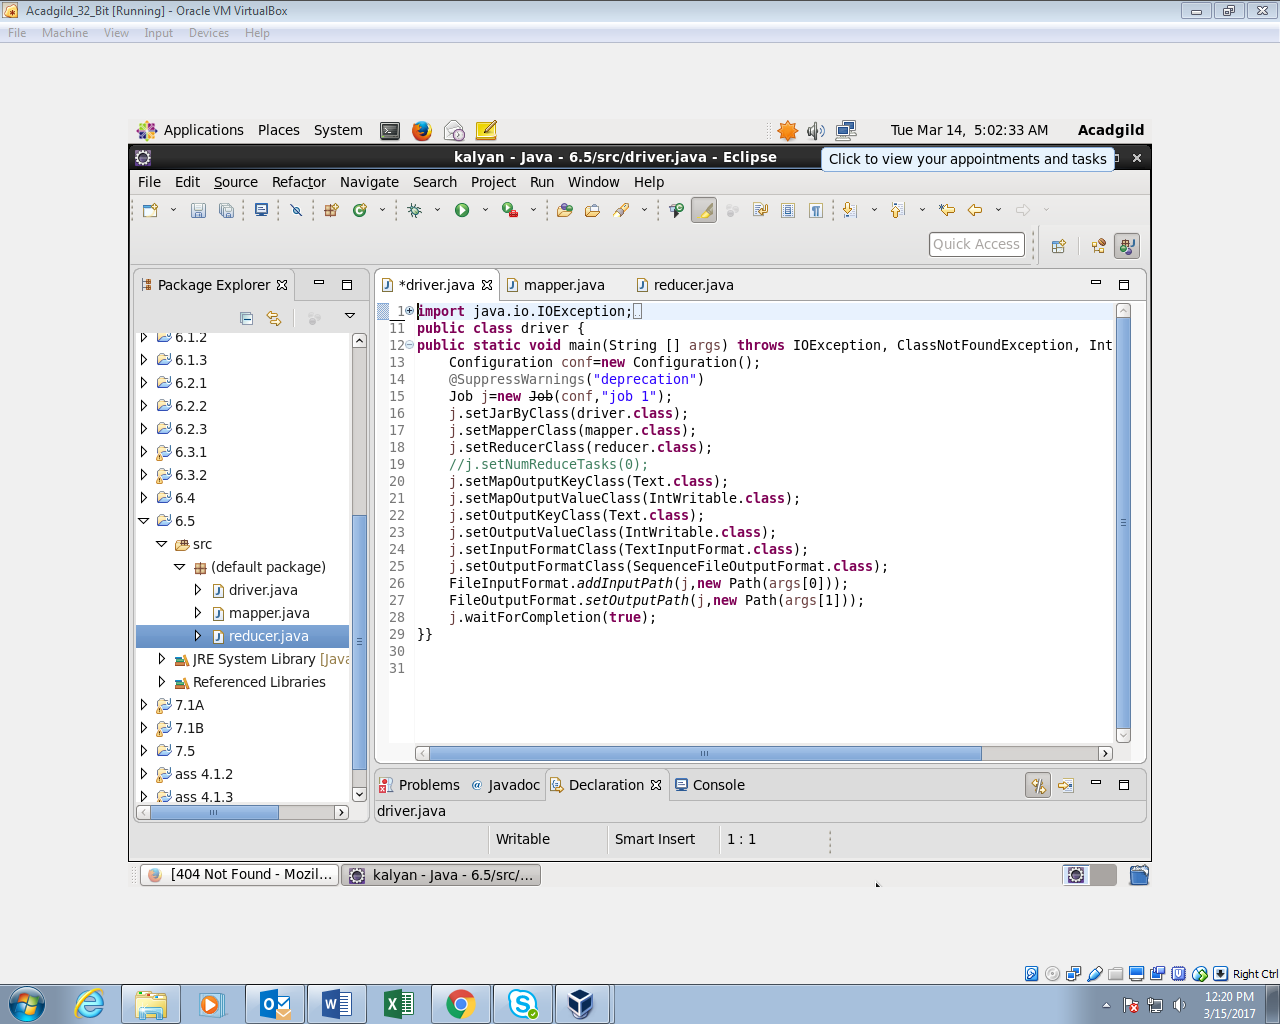 Acadgild_32_Bit [Running] - Oracle VM VirtualBox
File Machine View Input Devices Help
Applications Places System Tue Mar 14, 5:02:33 AM Acadgild
kalyan - Java - 6.5/src/driver.java - Eclipse
Click to view your appointments and tasks
File Edit Source Refactor Navigate Search Project Run Window Help
Quick Access
Package Explorer
6.1.2
6.1.3
6.2.1
6.2.2
6.2.3
6.3.1
6.3.2
6.4
6.5
src
(default package)
driver.java
mapper.java
reducer.java
JRE System Library [Java
Referenced Libraries
7.1A
7.1B
7.5
ass 4.1.2
ass 4.1.3
*driver.java mapper.java reducer.java
1 import java.io.IOException;
11 public class driver {
12 public static void main(String [] args) throws IOException, ClassNotFoundException, Int
13 Configuration conf=new Configuration();
14 @SuppressWarnings("deprecation")
15 Job j=new Job(conf,"job 1");
16 j.setJarByClass(driver.class);
17 j.setMapperClass(mapper.class);
18 j.setReducerClass(reducer.class);
19 //j.setNumReduceTasks(0);
20 j.setMapOutputKeyClass(Text.class);
21 j.setMapOutputValueClass(IntWritable.class);
22 j.setOutputKeyClass(Text.class);
23 j.setOutputValueClass(IntWritable.class);
24 j.setInputFormatClass(TextInputFormat.class);
25 j.setOutputFormatClass(SequenceFileOutputFormat.class);
26 FileInputFormat.addInputPath(j,new Path(args[0]));
27 FileOutputFormat.setOutputPath(j,new Path(args[1]));
28 j.waitForCompletion(true);
29 }}
30
31
Problems @ Javadoc Declaration Console
driver.java
Writable Smart Insert 1 : 1
[404 Not Found - Mozil... kalyan - Java - 6.5/src/...
Right Ctrl
12:20 PM
3/15/2017